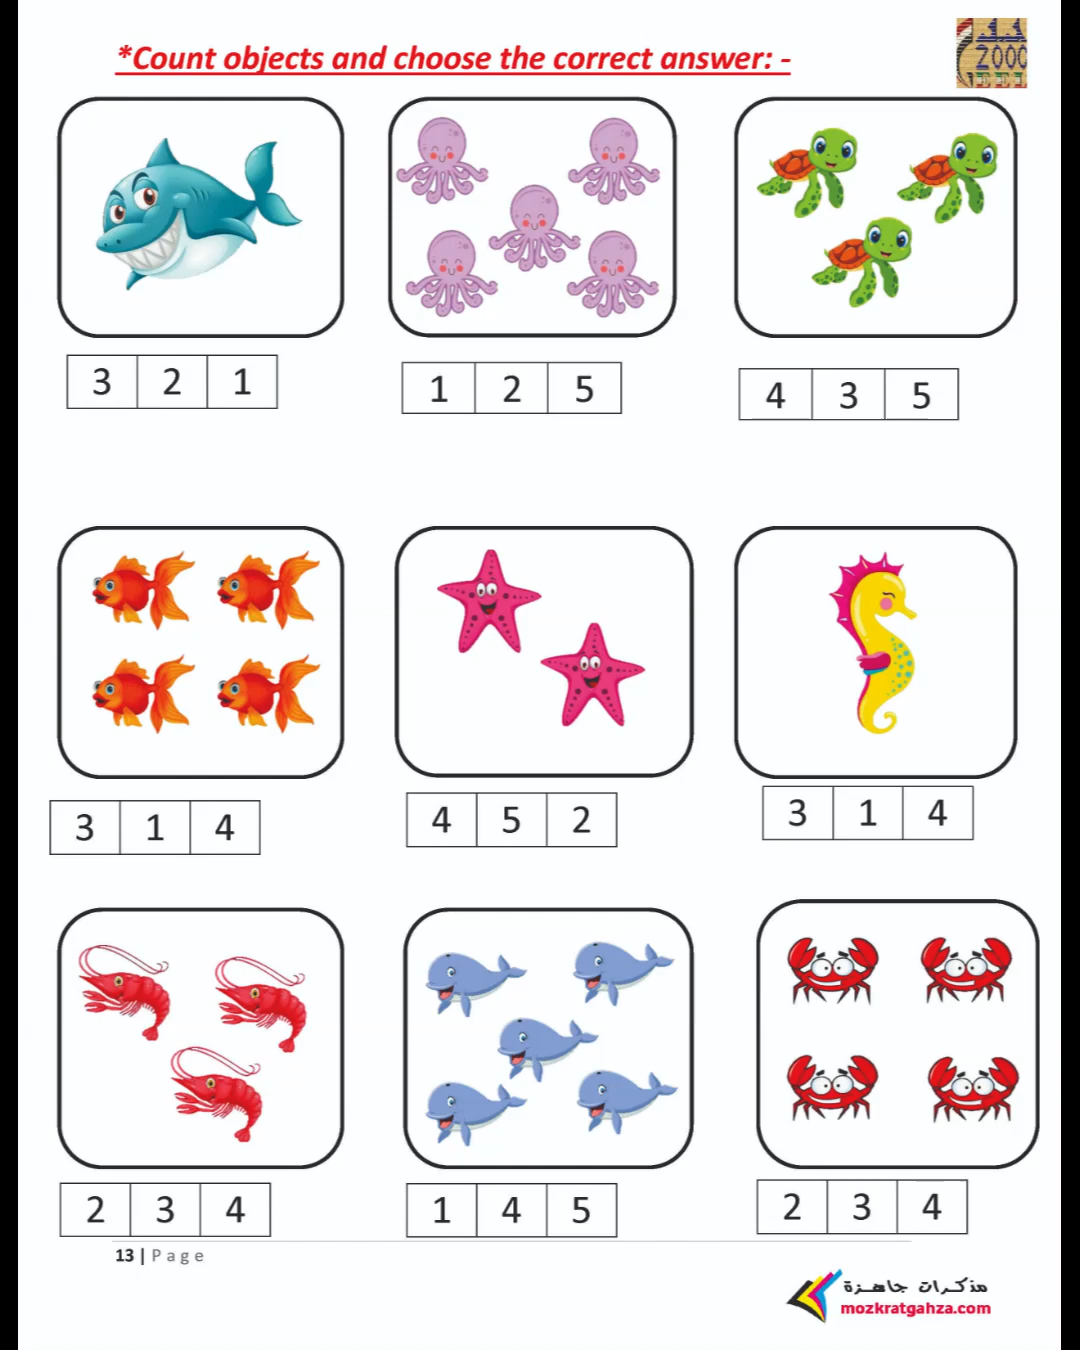 *Count objects and choose the correct answer: -
2000
EEI
3 2 1
1 2 5
4 3 5
3 1 4
4 5 2
3 1 4
2 3 4
1 4 5
2 3 4
13 | Page
مذكرات جاهزة
mozkratgahza.com